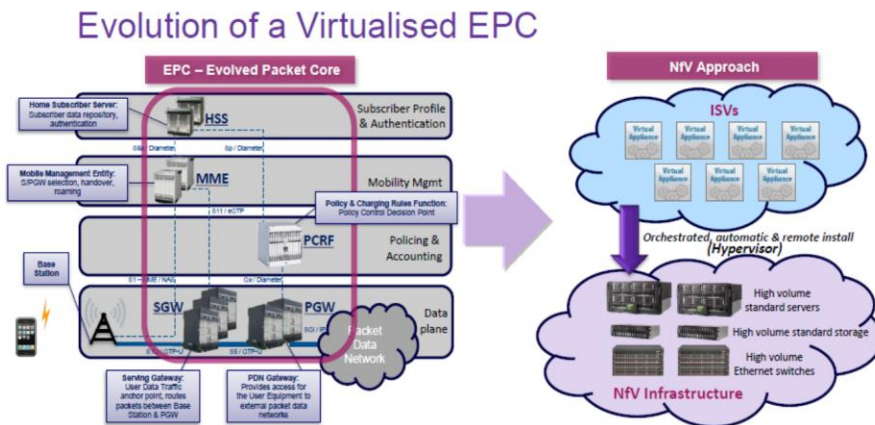 Evolution of a Virtualised EPC
EPC – Evolved Packet Core
Home Subscriber Server:
Subscriber data repository,
authentication
HSS
Subscriber Profile
& Authentication
/ Diameter
Sp / Diameter
Mobile Management Entity:
S/PGW selection, handover,
roaming
MME
Mobility Mgmt
S11 / eGTP
Policy & Charging Rules Function:
Policy Control Decision Point
PCRF
Policing &
Accounting
Base
Station
S1 – MME / NAS
Gx / Diameter
SGW
PGW
Data
plane
Packet
Data
Network
/ GTP-U
/ GTP-U
Serving Gateway:
User Data Traffic
anchor point, routes
packets between Base
Station & PGW
PDN Gateway:
Provides access for
the User Equipment to
external packet data
networks
NfV Approach
ISVs
Virtual
Appliance
Virtual
Appliance
Virtual
Appliance
Virtual
Appliance
Virtual
Appliance
Virtual
Appliance
Virtual
Appliance
Orchestrated, automatic & remote install
(Hypervisor)
High volume
standard servers
High volume standard storage
High volume
Ethernet switches
NfV Infrastructure